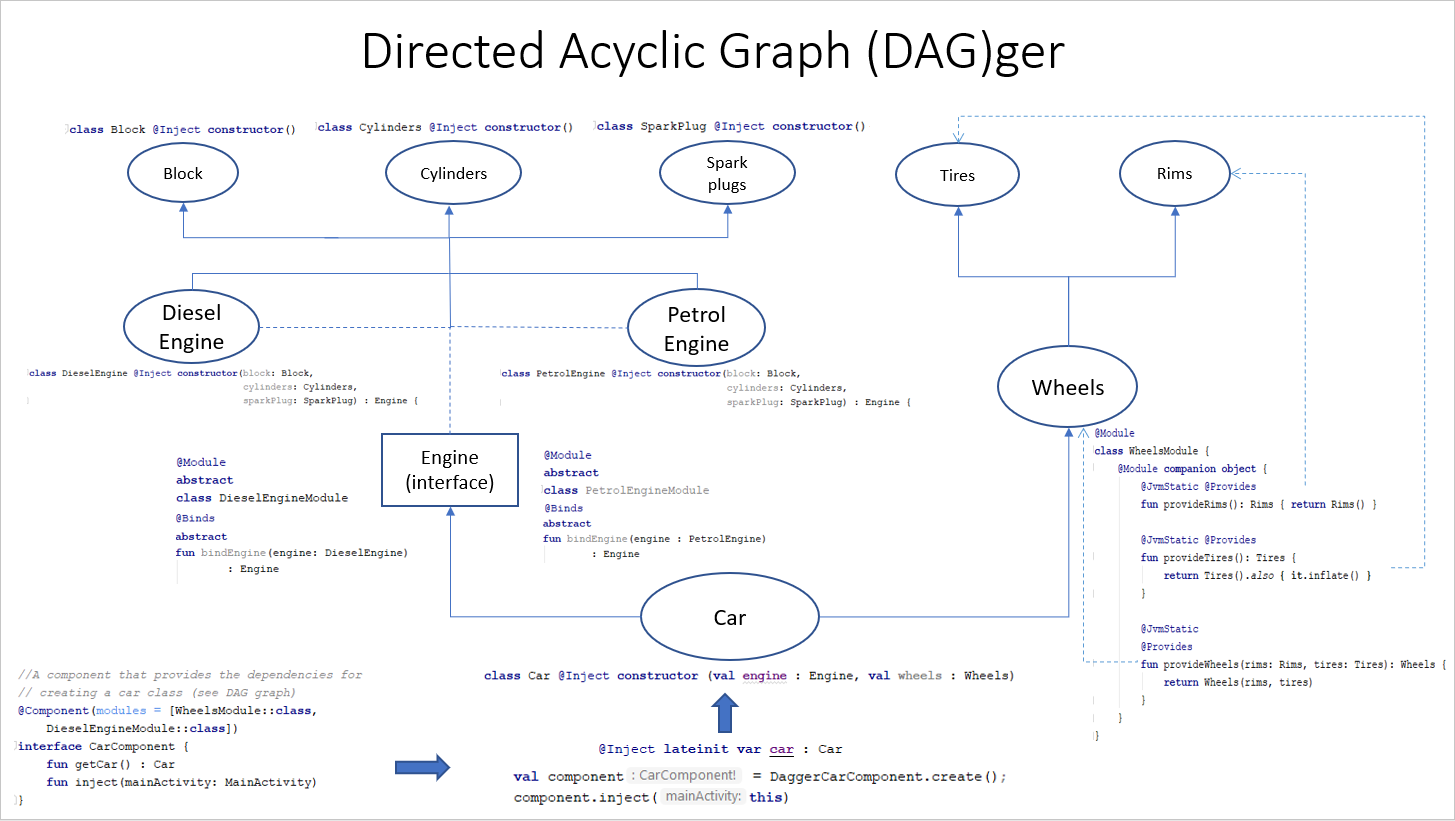 Directed Acyclic Graph (DAG)ger
class Block @Inject constructor()
class Cylinders @Inject constructor()
class SparkPlug @Inject constructor()
Block
Cylinders
Spark
plugs
Tires
Rims
Diesel
Engine
Petrol
Engine
Wheels
class DieselEngine @Inject constructor(block: Block,
cylinders: Cylinders,
sparkPlug: SparkPlug) : Engine {
class PetrolEngine @Inject constructor(block: Block,
cylinders: Cylinders,
sparkPlug: SparkPlug) : Engine {
Engine
(interface)
@Module
abstract
class DieselEngineModule
@Binds
abstract
fun bindEngine(engine: DieselEngine)
: Engine
@Module
abstract
class PetrolEngineModule
@Binds
abstract
fun bindEngine(engine : PetrolEngine)
: Engine
@Module
class WheelsModule {
@Module companion object {
@JvmStatic @Provides
fun provideRims(): Rims { return Rims() }
@JvmStatic @Provides
fun provideTires(): Tires {
return Tires().also { it.inflate() }
}
@JvmStatic
@Provides
fun provideWheels(rims: Rims, tires: Tires): Wheels {
return Wheels(rims, tires)
}
}
}
Car
class Car @Inject constructor (val engine : Engine, val wheels : Wheels)
//A component that provides the dependencies for
// creating a car class (see DAG graph)
@Component(modules = [WheelsModule::class,
DieselEngineModule::class])
interface CarComponent {
fun getCar() : Car
fun inject(mainActivity: MainActivity)
}
@Inject lateinit var car : Car
val component : CarComponent! = DaggerCarComponent.create();
component.inject( mainActivity: this)